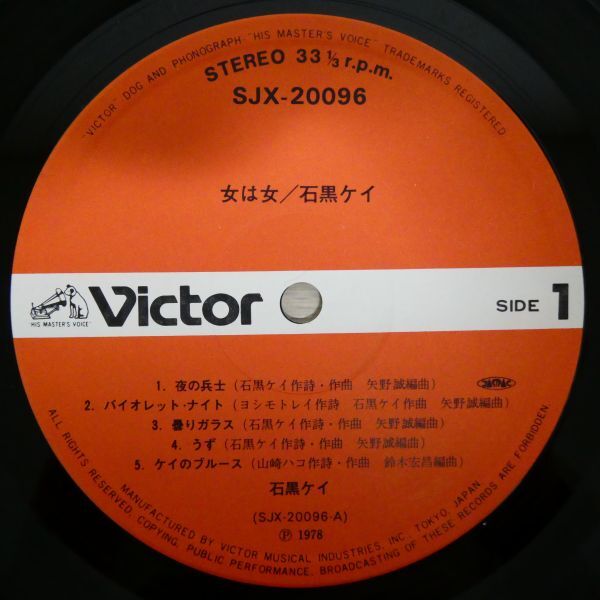 "VICTOR" DOG AND PHONOGRAPH "HIS MASTER'S VOICE" TRADEMARKS REGISTERED
STEREO 33 1/3 r.p.m.
SJX-20096
女は女／石黒ケイ
"HIS MASTER'S VOICE"
Victor
SIDE 1
1. 夜の兵士(石黒ケイ作詩・作曲 矢野誠編曲)
JASRAC
2. バイオレット・ナイト(ヨシモトレイ作詩 石黒ケイ作曲 矢野誠編曲)
3. 曇りガラス(石黒ケイ作詩・作曲 矢野誠編曲)
4. うず(石黒ケイ作詩・作曲 矢野誠編曲)
5. ケイのブルース(山崎ハコ作詩・作曲 鈴木宏昌編曲)
石黒ケイ
(SJX-20096-A)
Ⓟ 1978
MANUFACTURED BY VICTOR MUSICAL INDUSTRIES, INC. TOKYO, JAPAN
ALL RIGHTS RESERVED. COPYING, PUBLIC PERFORMANCE, BROADCASTING OF THESE RECORDS ARE FORBIDDEN.